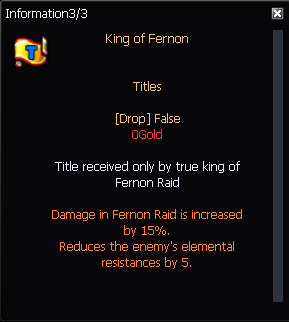 Information3/3
King of Fernon
T
Titles
[Drop] False
0Gold
Title received only by true king of
Fernon Raid
Damage in Fernon Raid is increased
by 15%.
Reduces the enemy's elemental
resistances by 5.